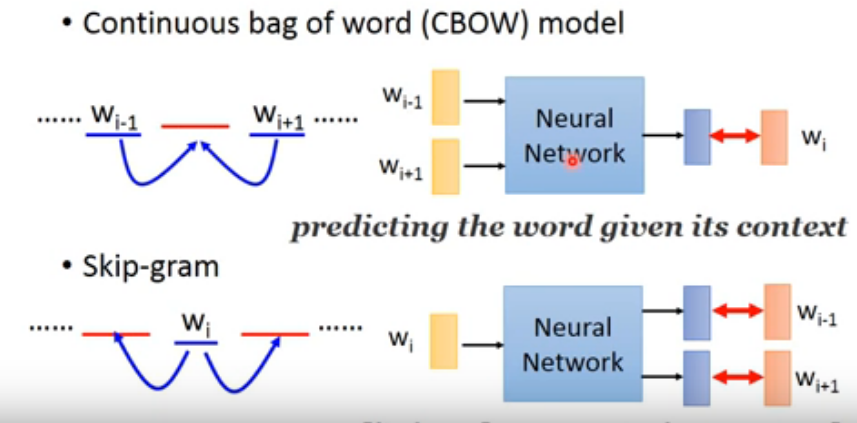 • Continuous bag of word (CBOW) model
...... wi-1 wi+1 ......
wi-1
wi+1
Neural
Network
wi
predicting the word given its context
• Skip-gram
...... wi ......
wi
Neural
Network
wi-1
wi+1